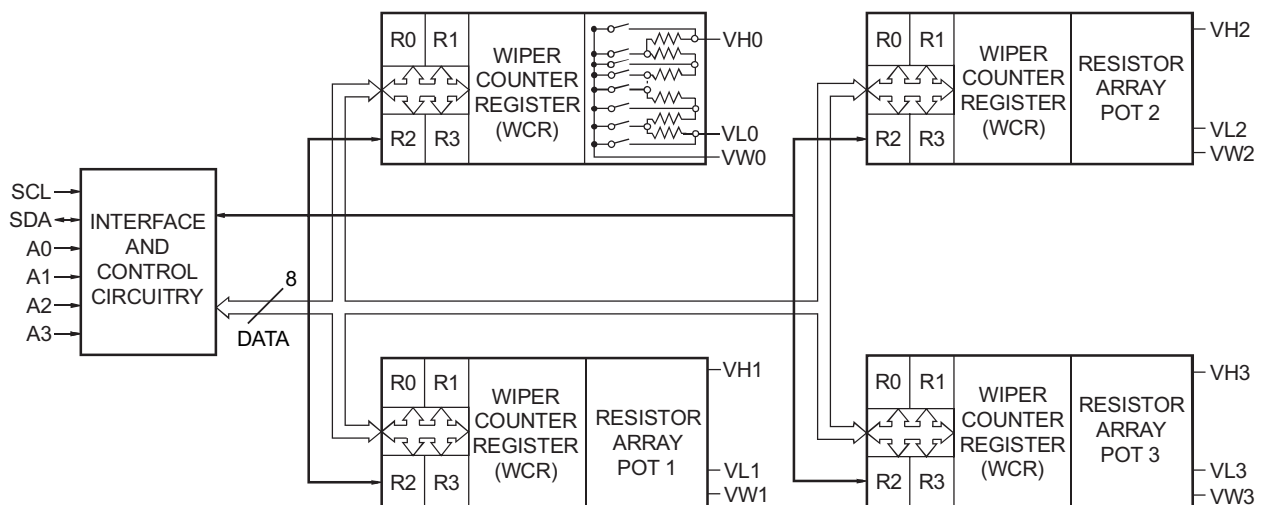 R0 R1
R2 R3
WIPER
COUNTER
REGISTER
(WCR)
VH0
VL0
VW0
R0 R1
R2 R3
WIPER
COUNTER
REGISTER
(WCR)
RESISTOR
ARRAY
POT 2
VH2
VL2
VW2
SCL
SDA
A0
A1
A2
A3
INTERFACE
AND
CONTROL
CIRCUITRY
8
DATA
R0 R1
R2 R3
WIPER
COUNTER
REGISTER
(WCR)
RESISTOR
ARRAY
POT 1
VH1
VL1
VW1
R0 R1
R2 R3
WIPER
COUNTER
REGISTER
(WCR)
RESISTOR
ARRAY
POT 3
VH3
VL3
VW3